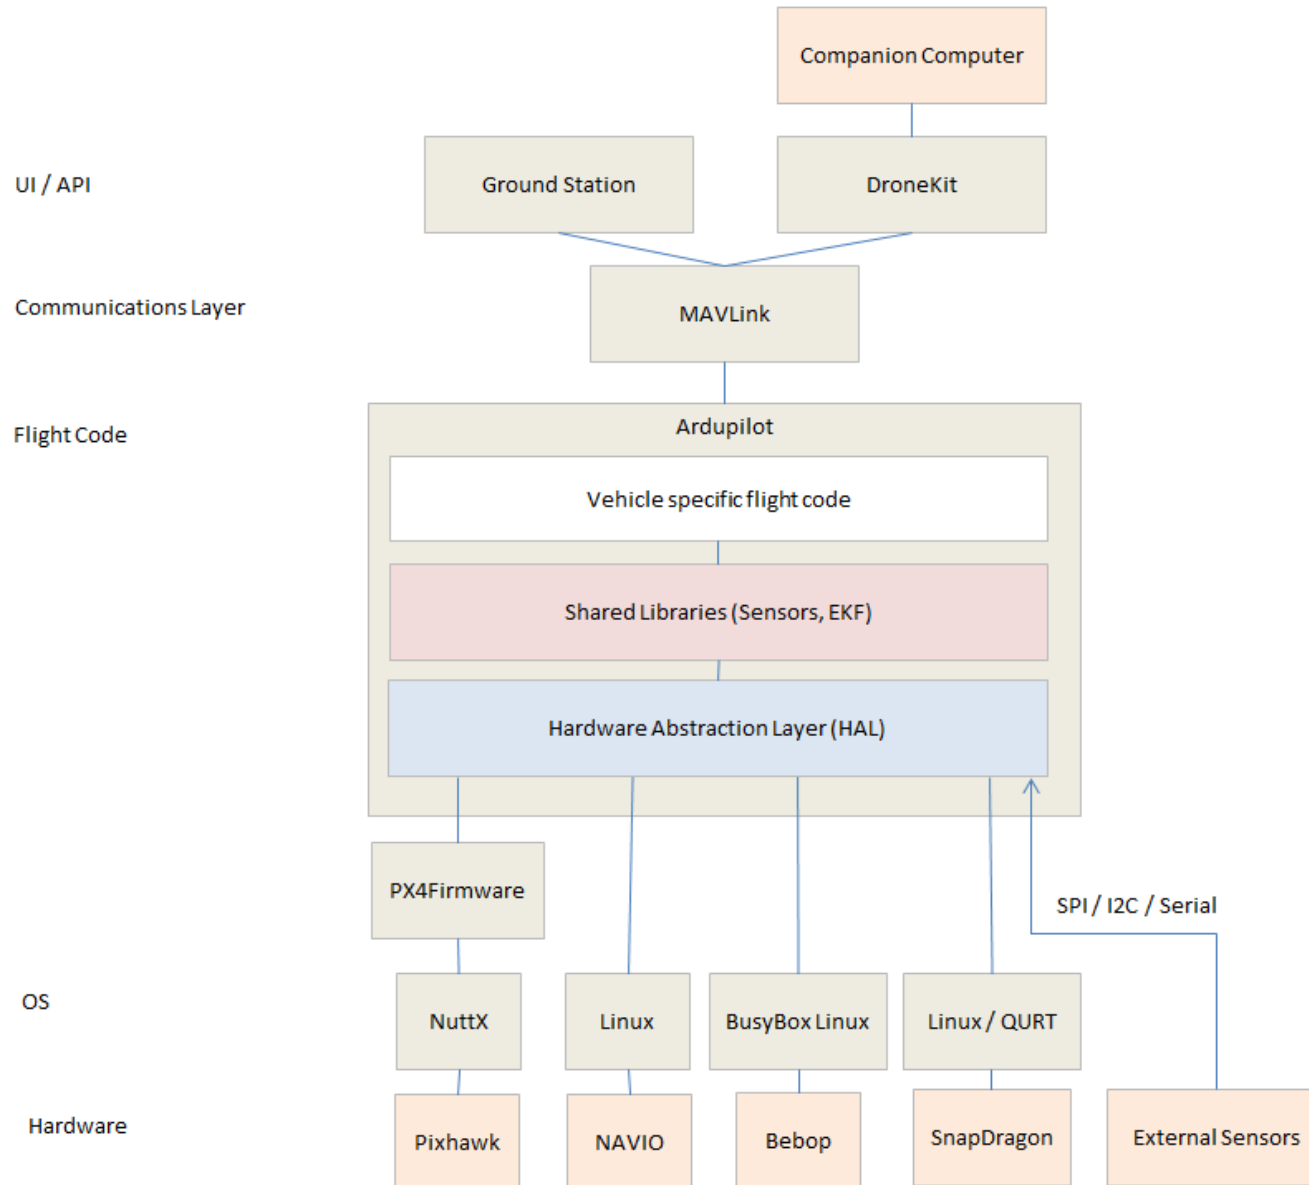 Companion Computer
UI / API
Ground Station
DroneKit
Communications Layer
MAVLink
Flight Code
Ardupilot
Vehicle specific flight code
Shared Libraries (Sensors, EKF)
Hardware Abstraction Layer (HAL)
PX4Firmware
SPI / I2C / Serial
OS
NuttX
Linux
BusyBox Linux
Linux / QURT
Hardware
Pixhawk
NAVIO
Bebop
SnapDragon
External Sensors